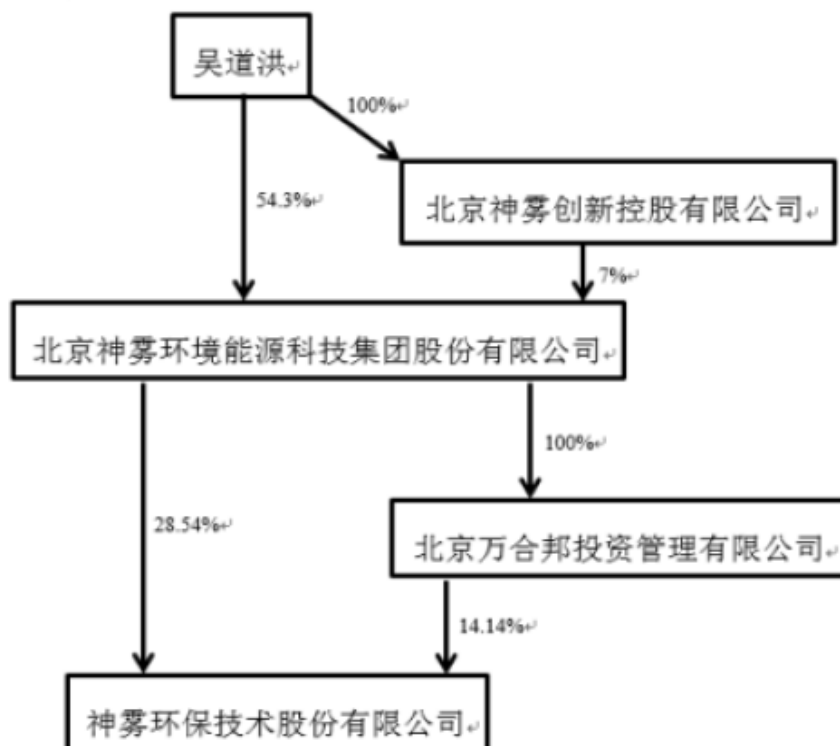 吴道洪
100%
54.3%
北京神雾创新控股有限公司
7%
北京神雾环境能源科技集团股份有限公司
100%
28.54%
北京万合邦投资管理有限公司
14.14%
神雾环保技术股份有限公司